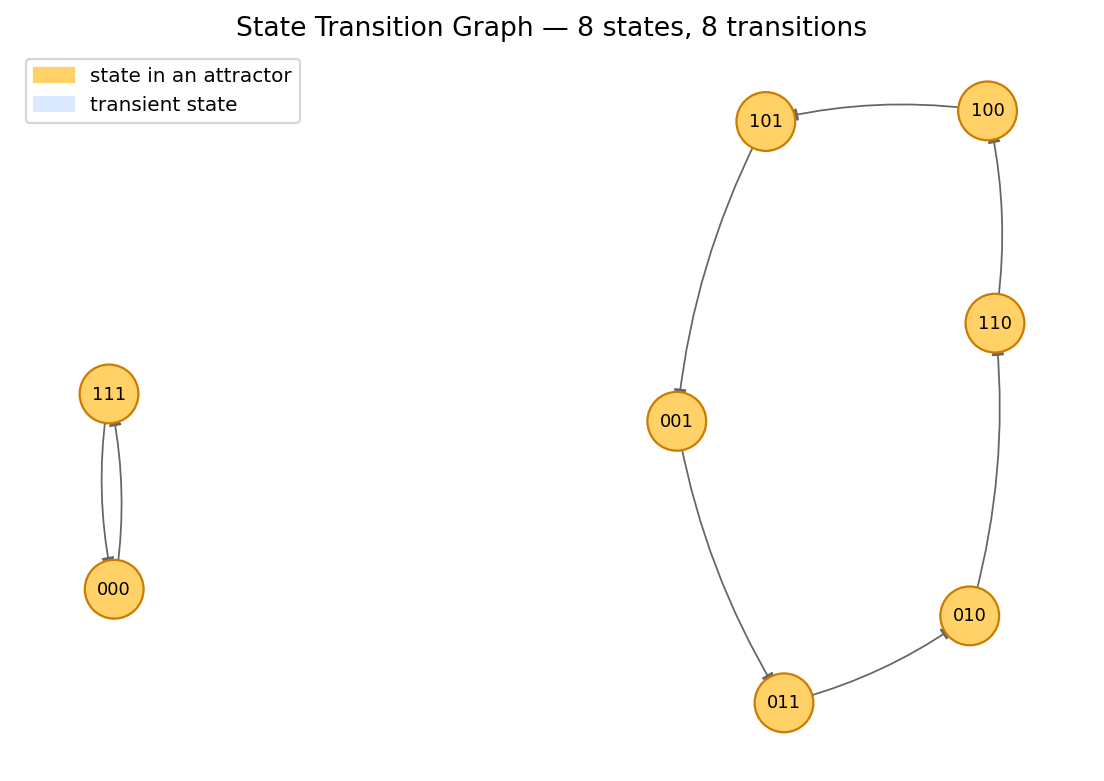 State Transition Graph — 8 states, 8 transitions
state in an attractor
transient state
100
101
110
111
001
000
010
011